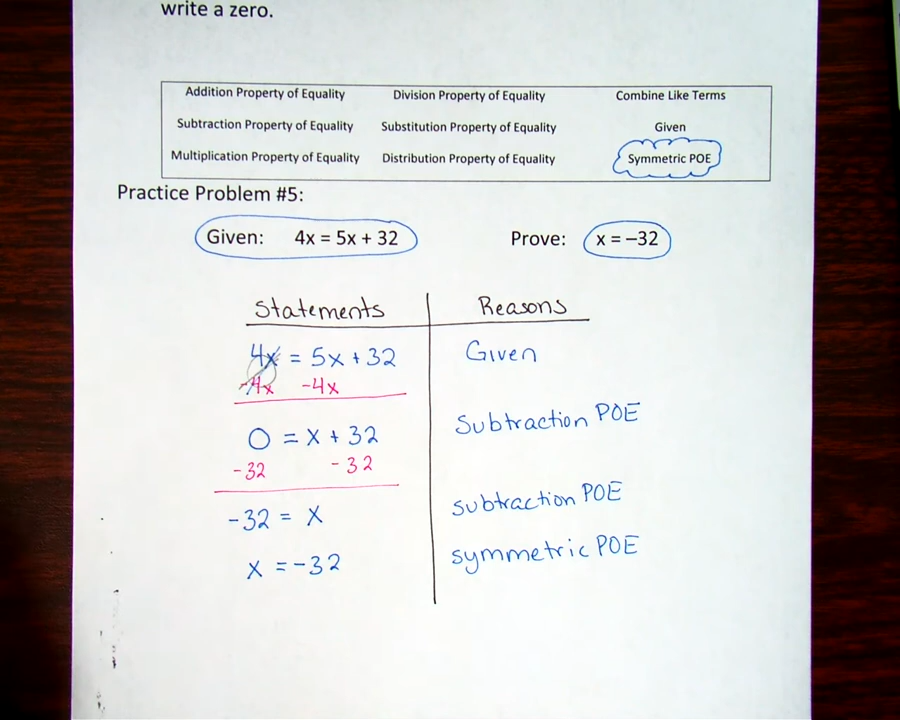 write a zero.
Addition Property of Equality Division Property of Equality Combine Like Terms
Subtraction Property of Equality Substitution Property of Equality Given
Multiplication Property of Equality Distribution Property of Equality Symmetric POE
Practice Problem #5:
Given: 4x = 5x + 32 Prove: x = –32
Statements Reasons
4x = 5x + 32 Given
-4x -4x
0 = x + 32 Subtraction POE
-32 -32
-32 = x subtraction POE
x = -32 symmetric POE